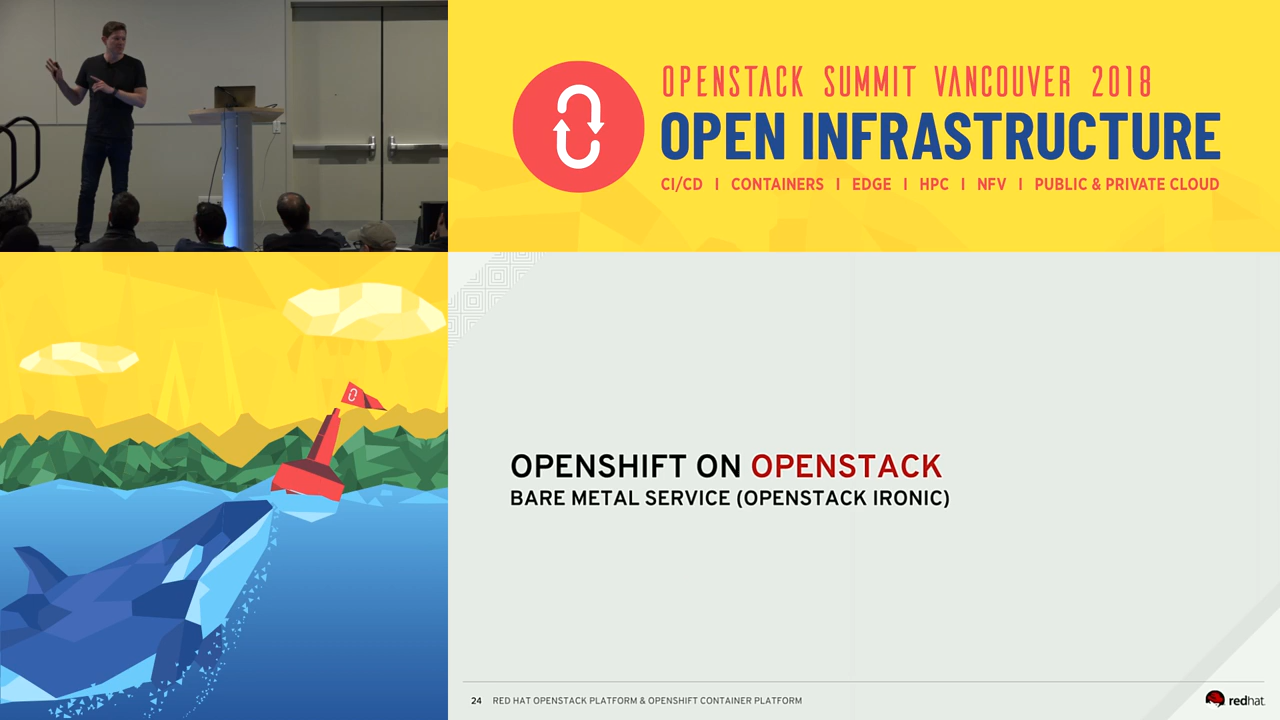 OPENSTACK SUMMIT VANCOUVER 2018
OPEN INFRASTRUCTURE
CI/CD | CONTAINERS | EDGE | HPC | NFV | PUBLIC & PRIVATE CLOUD
OPENSHIFT ON OPENSTACK
BARE METAL SERVICE (OPENSTACK IRONIC)
24 RED HAT OPENSTACK PLATFORM & OPENSHIFT CONTAINER PLATFORM
redhat.